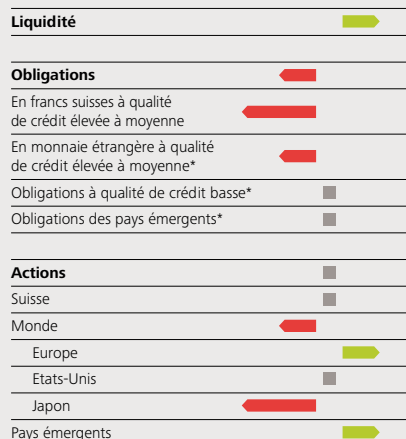 Liquidité
Obligations
En francs suisses à qualité
de crédit élevée à moyenne
En monnaie étrangère à qualité
de crédit élevée à moyenne*
Obligations à qualité de crédit basse*
Obligations des pays émergents*
Actions
Suisse
Monde
Europe
Etats-Unis
Japon
Pays émergents